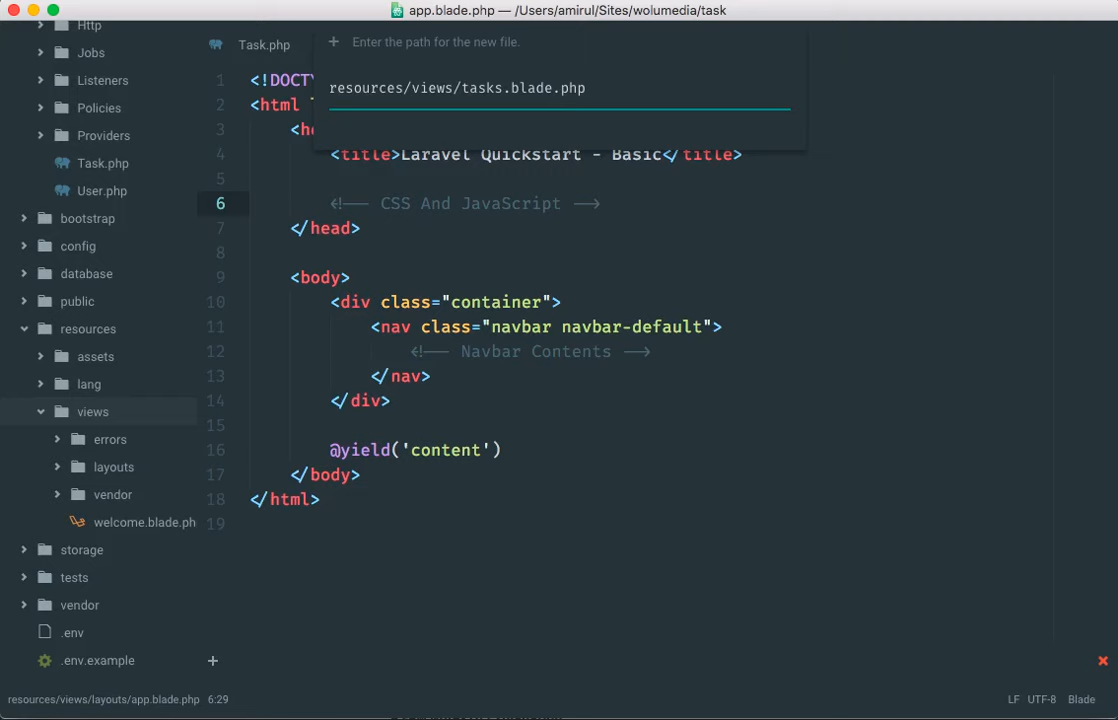 app.blade.php — /Users/amirul/Sites/wolumedia/task
Http
Jobs
Listeners
Policies
Providers
Task.php
User.php
bootstrap
config
database
public
resources
assets
lang
views
errors
layouts
vendor
welcome.blade.ph
storage
tests
vendor
.env
.env.example
Task.php
+ Enter the path for the new file.
resources/views/tasks.blade.php
1 <!DOCTY
2 <html
3 <he
4 <title>Laravel Quickstart - Basic</title>
5
6 <!-- CSS And JavaScript -->
7 </head>
8
9 <body>
10 <div class="container">
11 <nav class="navbar navbar-default">
12 <!-- Navbar Contents -->
13 </nav>
14 </div>
15
16 @yield('content')
17 </body>
18 </html>
19
resources/views/layouts/app.blade.php 6:29
LF UTF-8 Blade